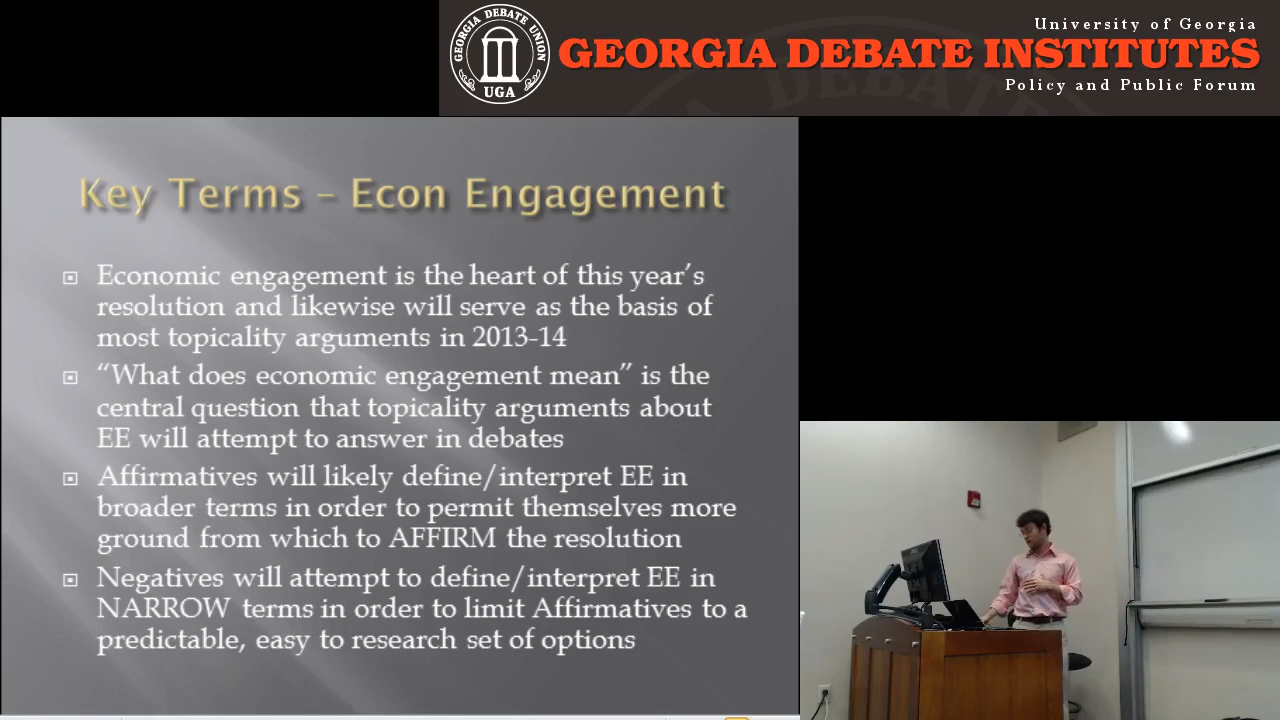 University of Georgia
GEORGIA DEBATE INSTITUTES
Policy and Public Forum
GEORGIA DEBATE UNION
UGA
Key Terms – Econ Engagement
Economic engagement is the heart of this year's
resolution and likewise will serve as the basis of
most topicality arguments in 2013-14
“What does economic engagement mean” is the
central question that topicality arguments about
EE will attempt to answer in debates
Affirmatives will likely define/interpret EE in
broader terms in order to permit themselves more
ground from which to AFFIRM the resolution
Negatives will attempt to define/interpret EE in
NARROW terms in order to limit Affirmatives to a
predictable, easy to research set of options